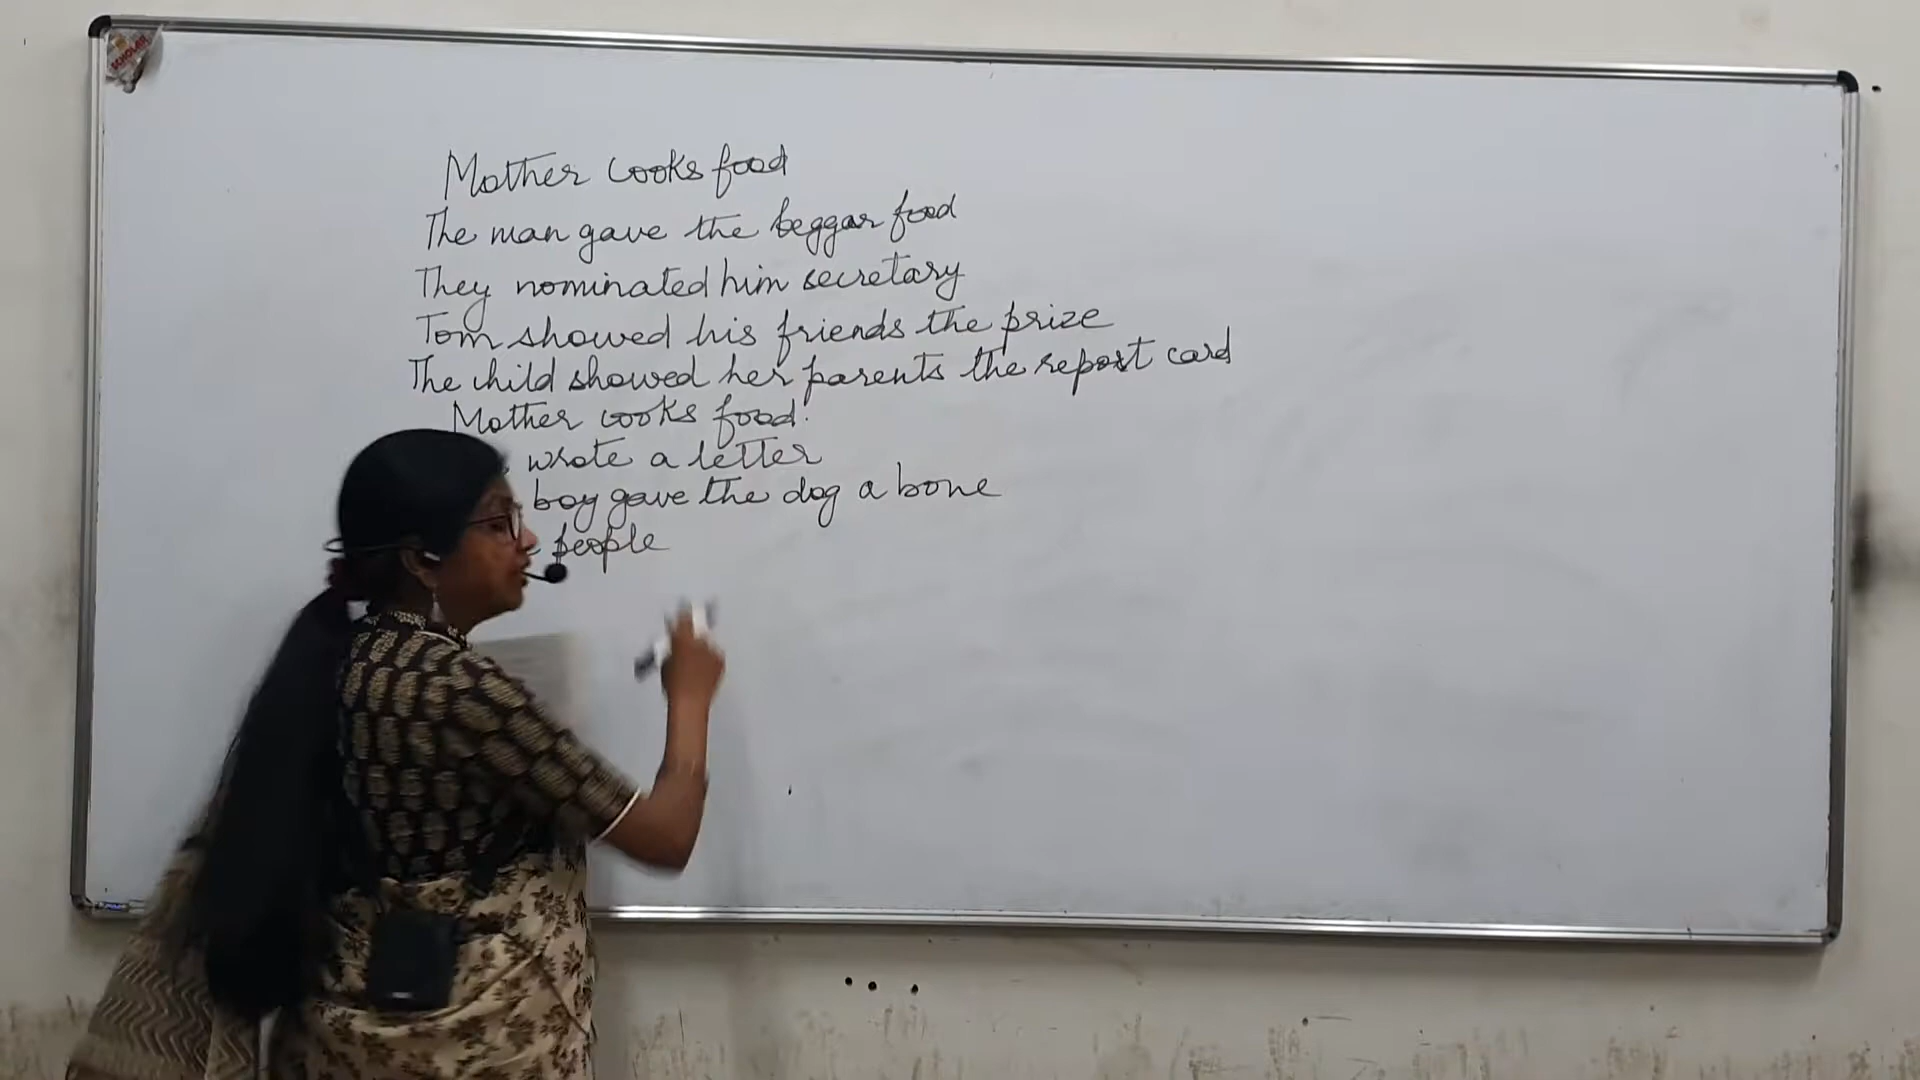 SCHOLAR
Mother cooks food
The man gave the beggar food
They nominated him secretary
Tom showed his friends the prize
The child showed her parents the report card
Mother cooks food.
wrote a letter
boy gave the dog a bone
people